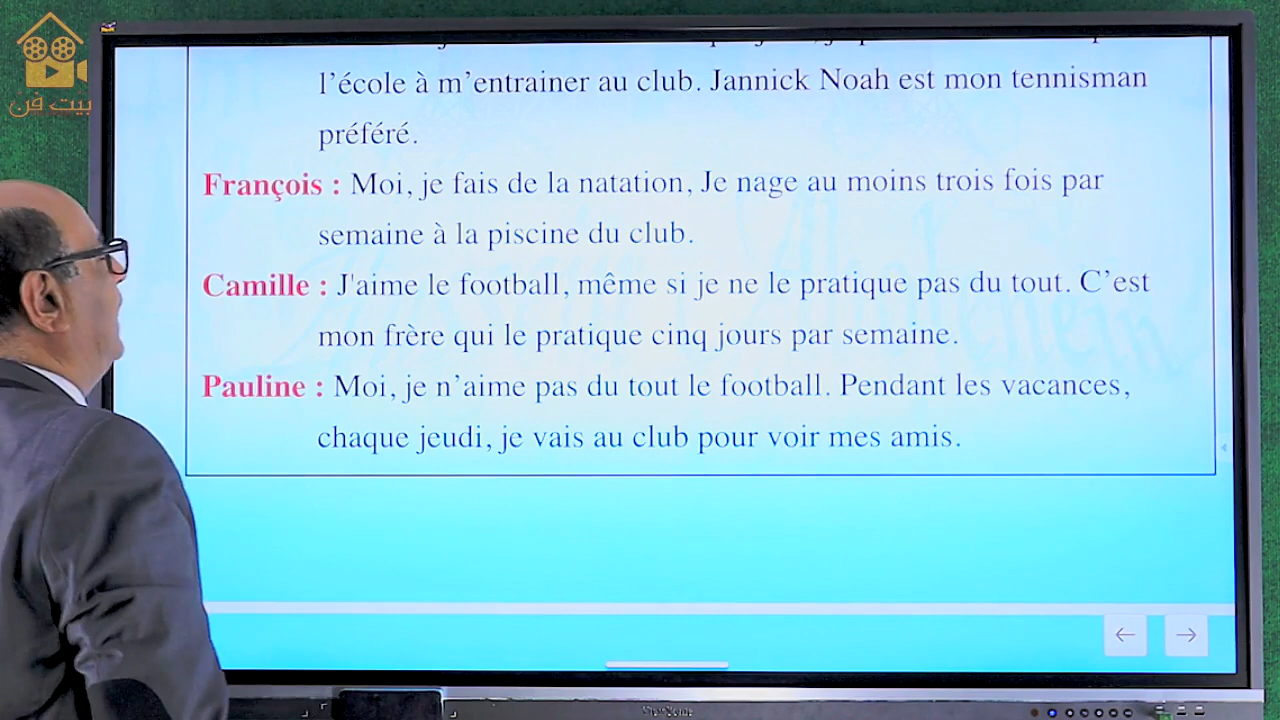 بيت فن
l’école à m’entrainer au club. Jannick Noah est mon tennisman
préféré.
François : Moi, je fais de la natation, Je nage au moins trois fois par
semaine à la piscine du club.
Camille : J'aime le football, même si je ne le pratique pas du tout. C’est
mon frère qui le pratique cinq jours par semaine.
Pauline : Moi, je n’aime pas du tout le football. Pendant les vacances,
chaque jeudi, je vais au club pour voir mes amis.